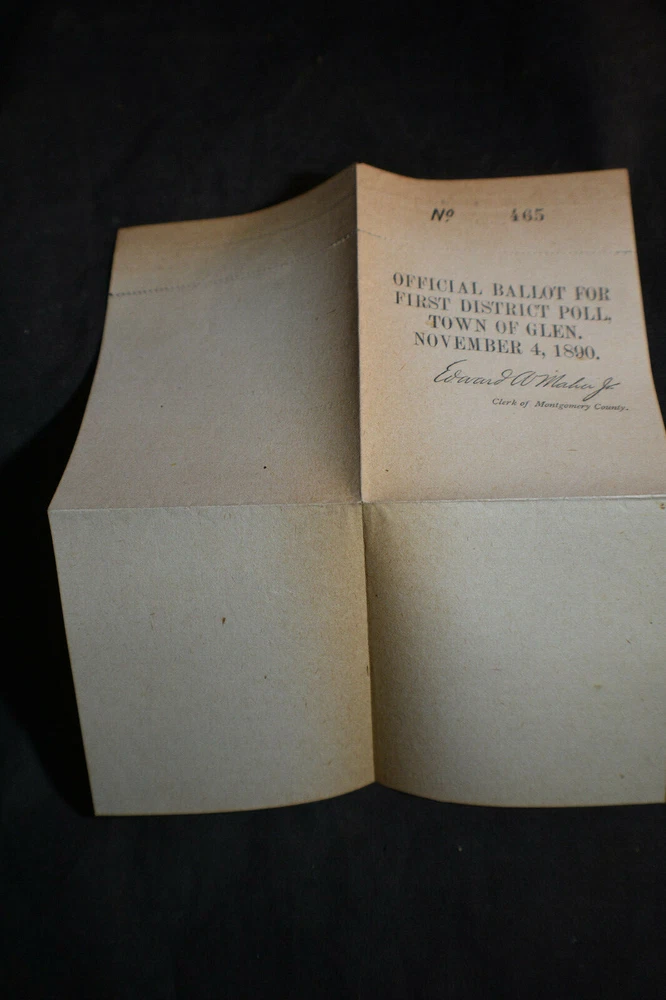 Nº 465
OFFICIAL BALLOT FOR
FIRST DISTRICT POLL,
TOWN OF GLEN.
NOVEMBER 4, 1890.
Edward A Maher Jr
Clerk of Montgomery County.